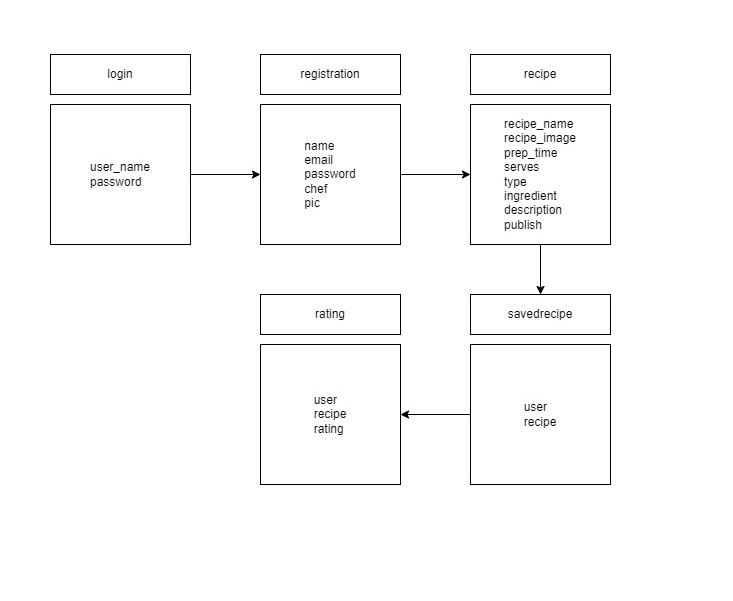 login
registration
recipe
user_name
password
name
email
password
chef
pic
recipe_name
recipe_image
prep_time
serves
type
ingredient
description
publish
rating
savedrecipe
user
recipe
rating
user
recipe